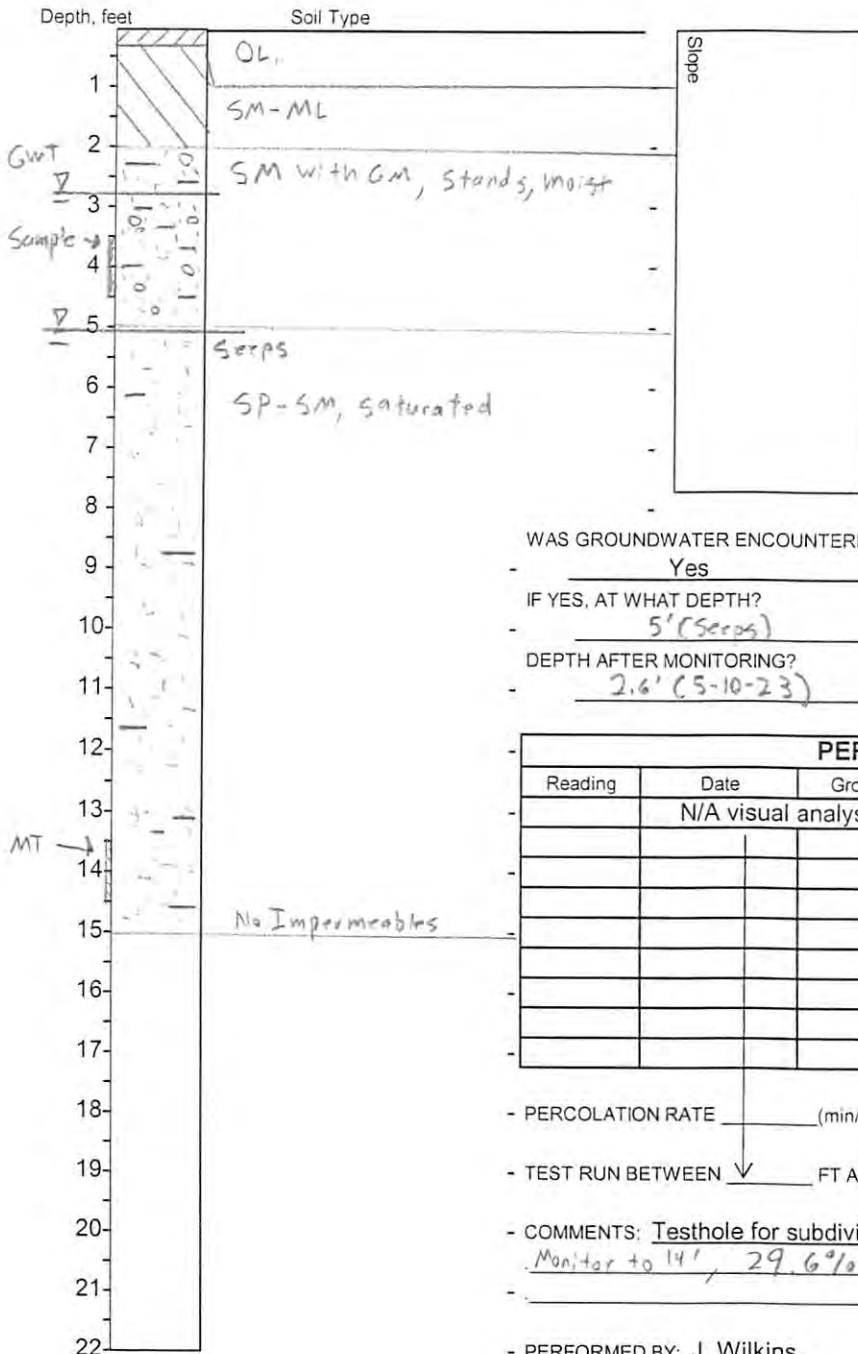 Depth, feet Soil Type
OL,
Slope
1
SM-ML
2
GWT
SM with GM, Stands, moist
3
Sample
4
5
Seeps
6
SP-SM, saturated
7
8
WAS GROUNDWATER ENCOUNTER
9
Yes
IF YES, AT WHAT DEPTH?
10
5' (Seeps)
DEPTH AFTER MONITORING?
11
2.6' (5-10-23)
12
PER
Reading Date Gro
13
N/A visual analys
MT
14
No Impermeables
15
16
17
18
PERCOLATION RATE (min/
19
TEST RUN BETWEEN FT A
20
COMMENTS: Testhole for subdivi
Monitor to 14', 29.6%
21
22
PERFORMED BY: J. Wilkins